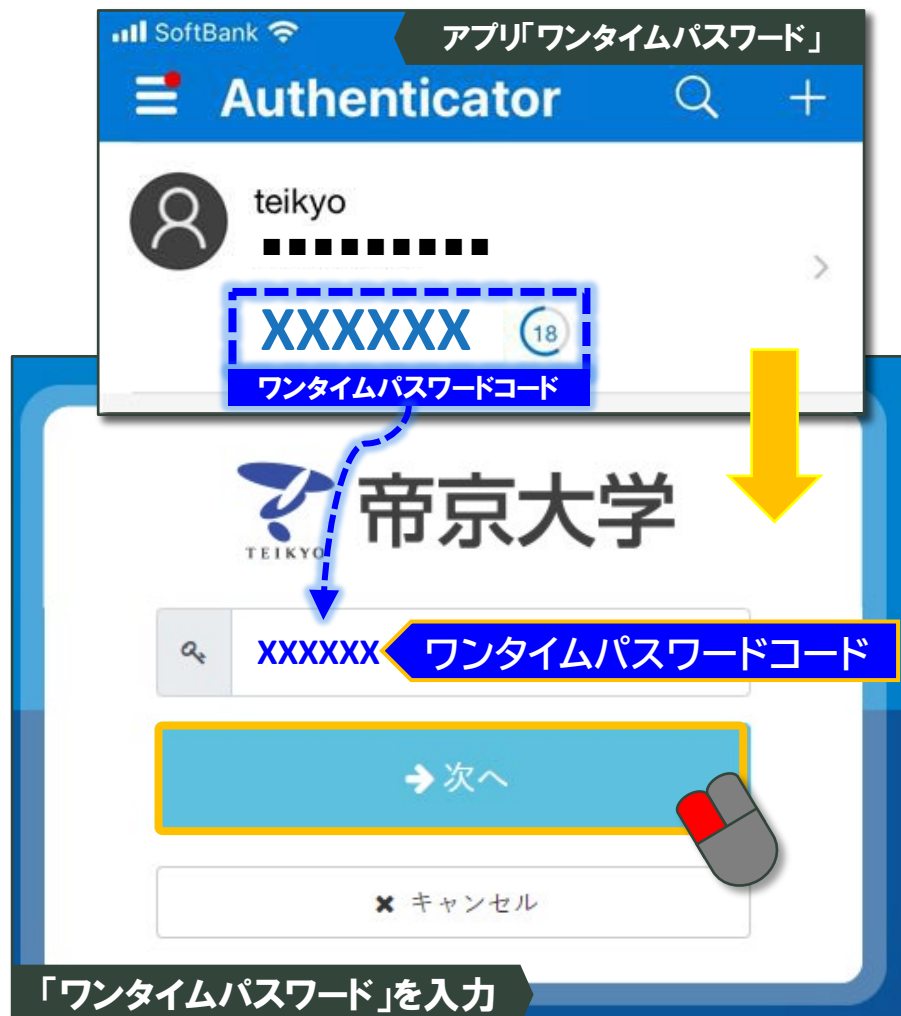 SoftBank
アプリ「ワンタイムパスワード」
Authenticator
teikyo
■■■■■■■■■
XXXXXX
18
ワンタイムパスワードコード
帝京大学
TEIKYO
XXXXXX
ワンタイムパスワードコード
次へ
キャンセル
「ワンタイムパスワード」を入力